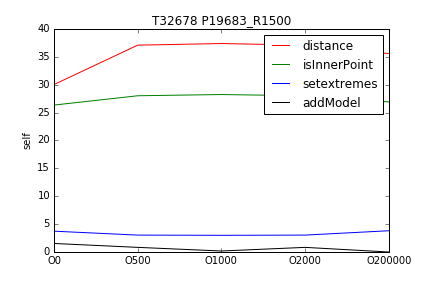 T32678 P19683_R1500
40
35
30
25
20
15
10
5
0
self
distance
isInnerPoint
setextremes
addModel
O0 O500 O1000 O2000 O200000